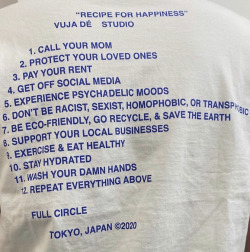 "RECIPE FOR HAPPINESS"
VUJA DÉ STUDIO
1. CALL YOUR MOM
2. PROTECT YOUR LOVED ONES
3. PAY YOUR RENT
4. GET OFF SOCIAL MEDIA
5. EXPERIENCE PSYCHADELIC MOODS
6. DON'T BE RACIST, SEXIST, HOMOPHOBIC, OR TRANSPHOBIC
7. BE ECO-FRIENDLY, GO RECYCLE, & SAVE THE EARTH
8. SUPPORT YOUR LOCAL BUSINESSES
9. EXERCISE & EAT HEALTHY
10. STAY HYDRATED
11. WASH YOUR DAMN HANDS
12. REPEAT EVERYTHING ABOVE
FULL CIRCLE
TOKYO, JAPAN ©2020